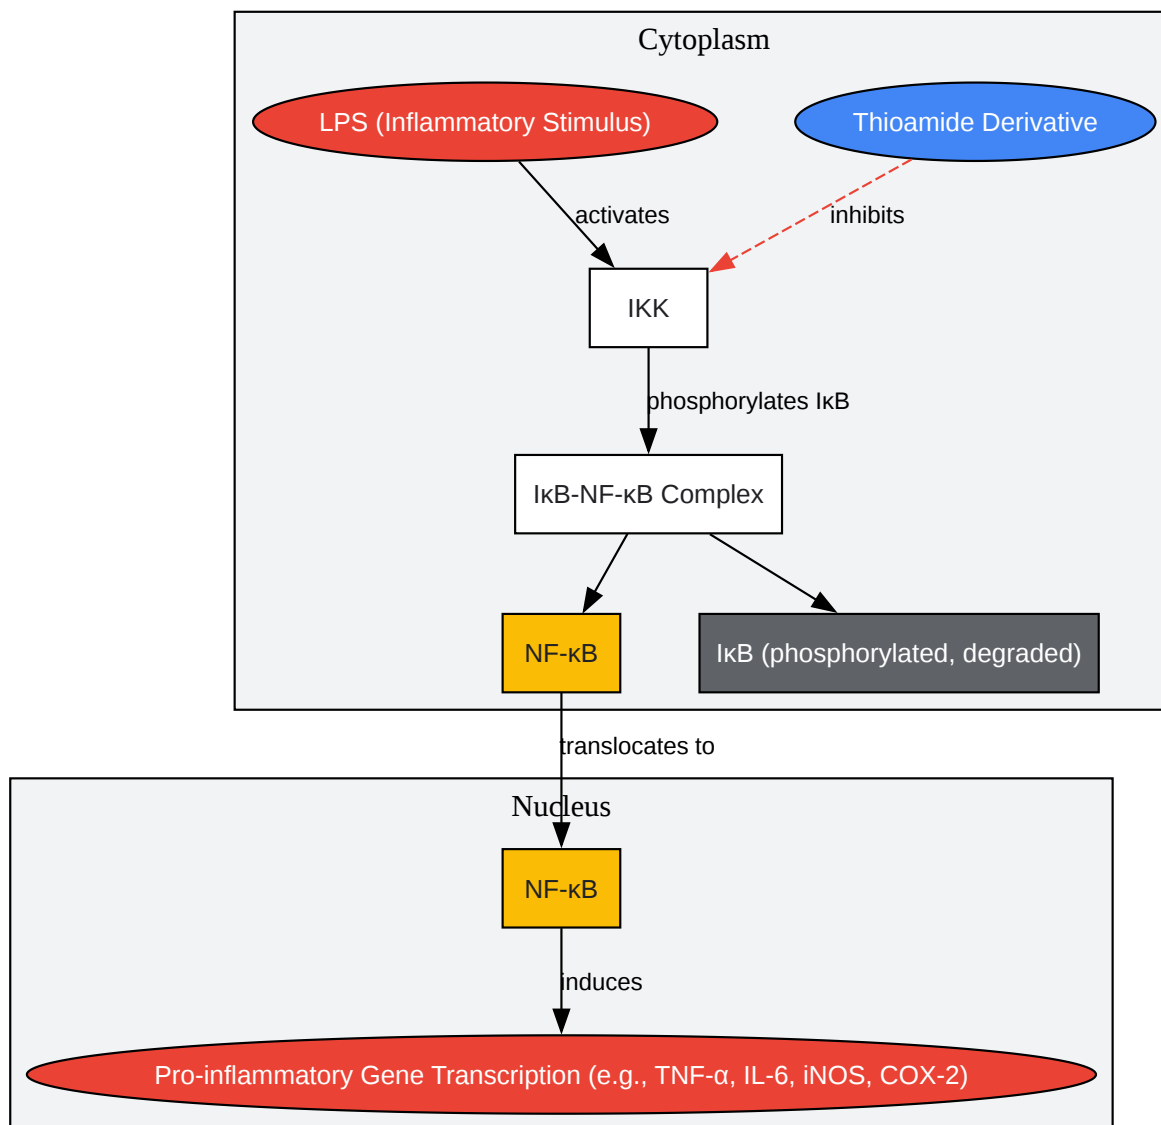 Cytoplasm
LPS (Inflammatory Stimulus)
Thioamide Derivative
activates
inhibits
IKK
phosphorylates IκB
IκB-NF-κB Complex
NF-κB
IκB (phosphorylated, degraded)
translocates to
Nucleus
NF-κB
induces
Pro-inflammatory Gene Transcription (e.g., TNF-α, IL-6, iNOS, COX-2)